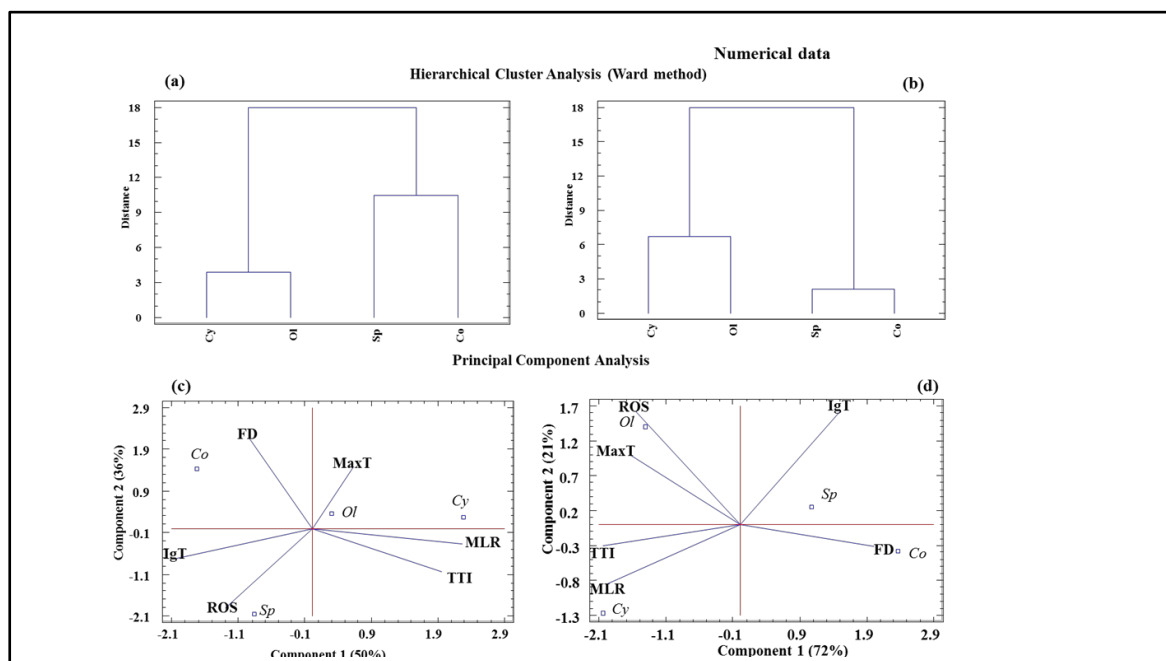 Numerical data
(a)
Hierarchical Cluster Analysis (Ward method)
(b)
18
15
12
9
6
3
0
Distance
Cy
Ol
Sp
Co
18
15
12
9
6
3
0
Distance
Cy
Ol
Sp
Co
Principal Component Analysis
(c)
2.9
1.9
0.9
-0.1
-1.1
-2.1
Component 2 (36%)
FD
Co
MaxT
Ol
Cy
MLR
IgT
TTI
ROS
Sp
-2.1
-1.1
-0.1
0.9
1.9
2.9
Component 1 (50%)
(d)
1.7
1.2
0.7
0.2
-0.3
-0.8
-1.3
Component 2 (21%)
ROS
IgT
Ol
MaxT
Sp
TTI
FD
Co
MLR
Cy
-2.1
-1.1
-0.1
0.9
1.9
2.9
Component 1 (72%)